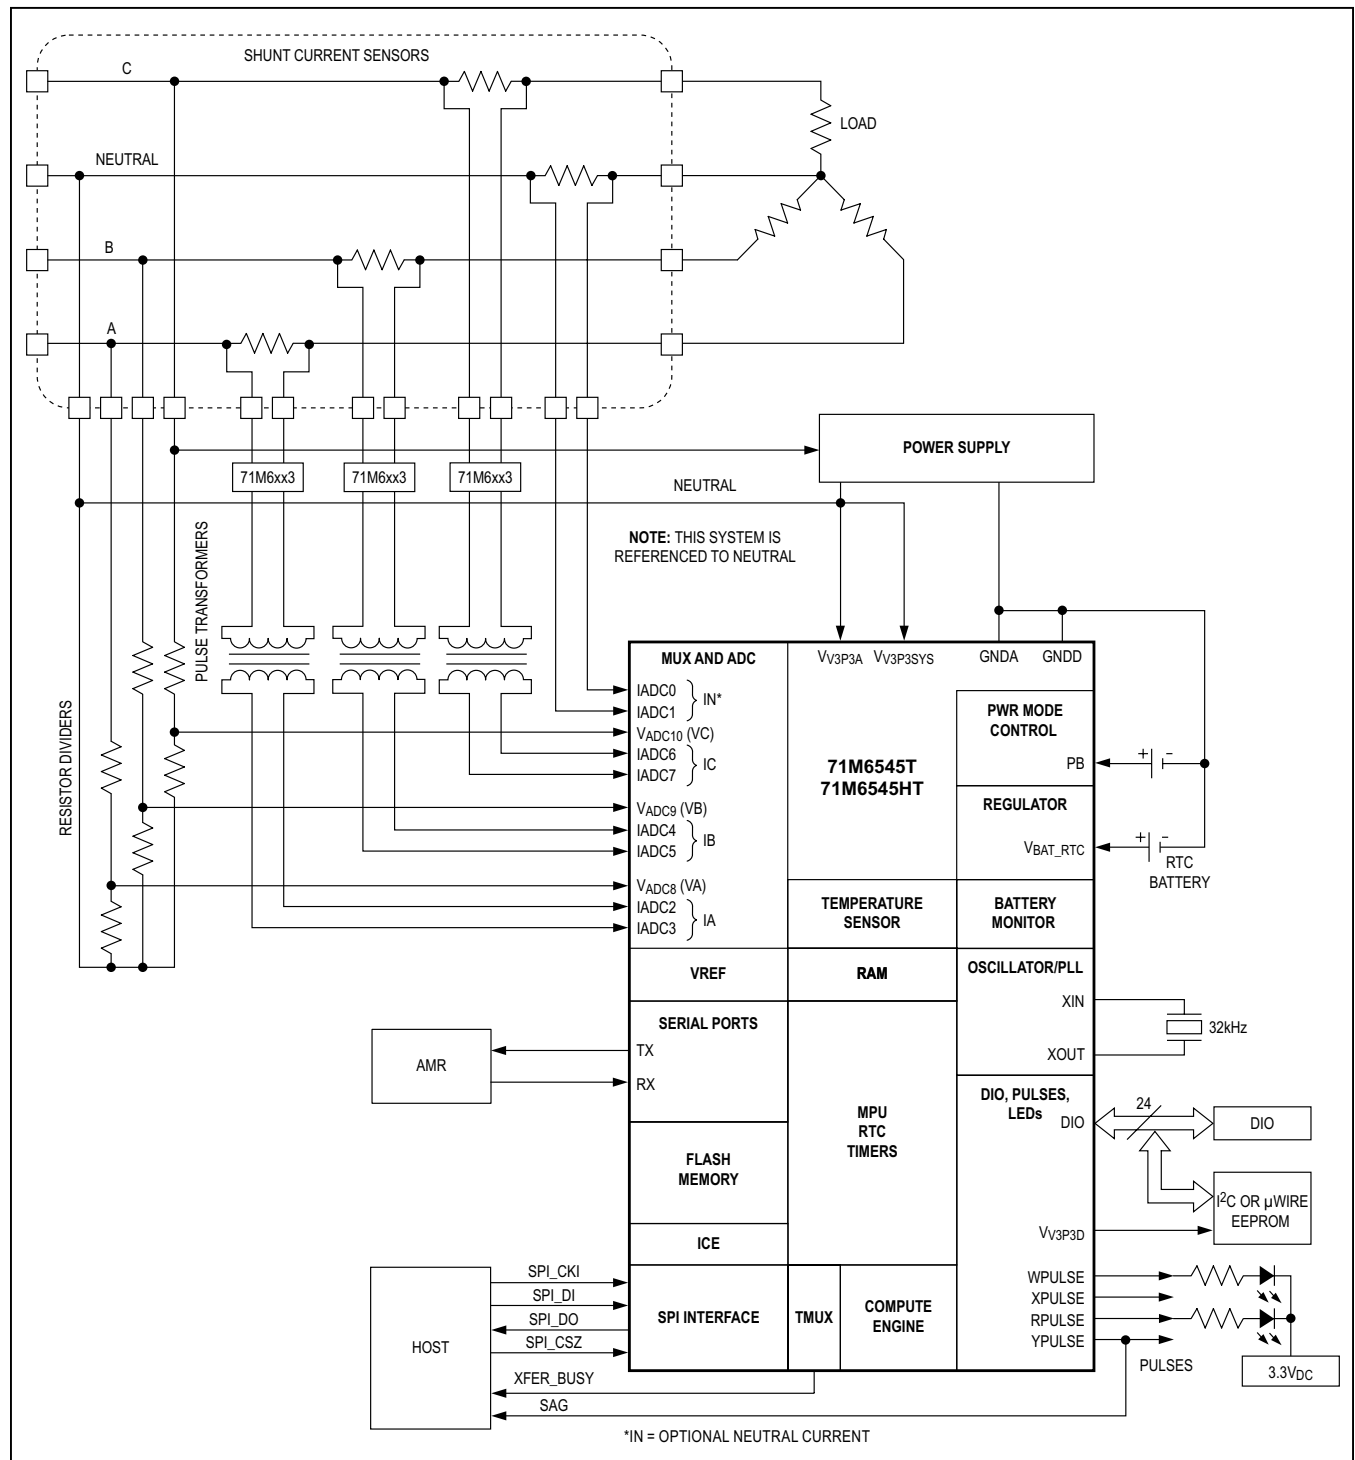 SHUNT CURRENT SENSORS
C
LOAD
NEUTRAL
B
A
POWER SUPPLY
71M6xx3
71M6xx3
71M6xx3
NEUTRAL
NOTE: THIS SYSTEM IS
REFERENCED TO NEUTRAL
PULSE TRANSFORMERS
RESISTOR DIVIDERS
MUX AND ADC
VV3P3A
VV3P3SYS
GNDA
GNDD
IADC0
IADC1
IN*
VADC10 (VC)
IADC6
IADC7
IC
VADC9 (VB)
IADC4
IADC5
IB
VADC8 (VA)
IADC2
IADC3
IA
71M6545T
71M6545HT
PWR MODE
CONTROL
PB
+ -
REGULATOR
VBAT_RTC
+ -
RTC
BATTERY
TEMPERATURE
SENSOR
BATTERY
MONITOR
VREF
RAM
OSCILLATOR/PLL
XIN
XOUT
32kHz
SERIAL PORTS
TX
RX
AMR
MPU
RTC
TIMERS
DIO, PULSES,
LEDs
DIO
24
DIO
I2C OR µWIRE
EEPROM
VV3P3D
FLASH
MEMORY
ICE
SPI INTERFACE
TMUX
COMPUTE
ENGINE
WPULSE
XPULSE
RPULSE
YPULSE
PULSES
3.3VDC
HOST
SPI_CKI
SPI_DI
SPI_DO
SPI_CSZ
XFER_BUSY
SAG
*IN = OPTIONAL NEUTRAL CURRENT